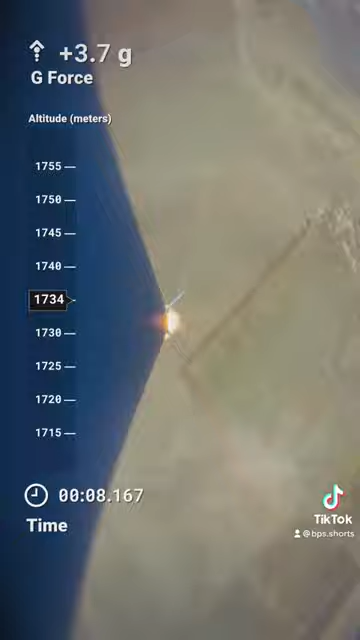 +3.7 g
G Force
Altitude (meters)
1755
1750
1745
1740
1734
1730
1725
1720
1715
00:08.167
Time
TikTok
@bps.shorts